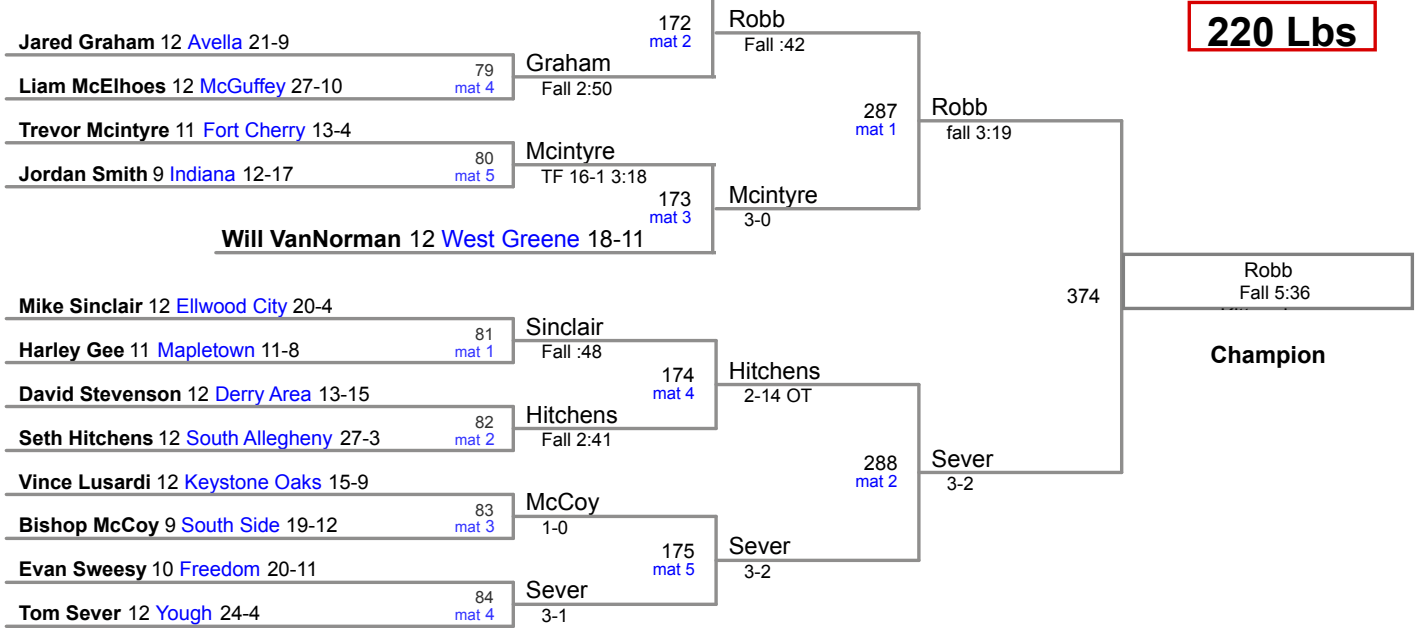 220 Lbs
172
mat 2
Robb
Fall :42
Jared Graham 12 Avella 21-9
79
mat 4
Graham
Fall 2:50
Liam McElhoes 12 McGuffey 27-10
287
mat 1
Robb
fall 3:19
Trevor Mcintyre 11 Fort Cherry 13-4
80
mat 5
Mcintyre
TF 16-1 3:18
Jordan Smith 9 Indiana 12-17
173
mat 3
Mcintyre
3-0
Will VanNorman 12 West Greene 18-11
374
Robb
Fall 5:36
Champion
Mike Sinclair 12 Ellwood City 20-4
81
mat 1
Sinclair
Fall :48
Harley Gee 11 Mapletown 11-8
174
mat 4
Hitchens
2-14 OT
David Stevenson 12 Derry Area 13-15
82
mat 2
Hitchens
Fall 2:41
Seth Hitchens 12 South Allegheny 27-3
288
mat 2
Sever
3-2
Vince Lusardi 12 Keystone Oaks 15-9
83
mat 3
McCoy
1-0
Bishop McCoy 9 South Side 19-12
175
mat 5
Sever
3-2
Evan Sweesy 10 Freedom 20-11
84
mat 4
Sever
3-1
Tom Sever 12 Yough 24-4